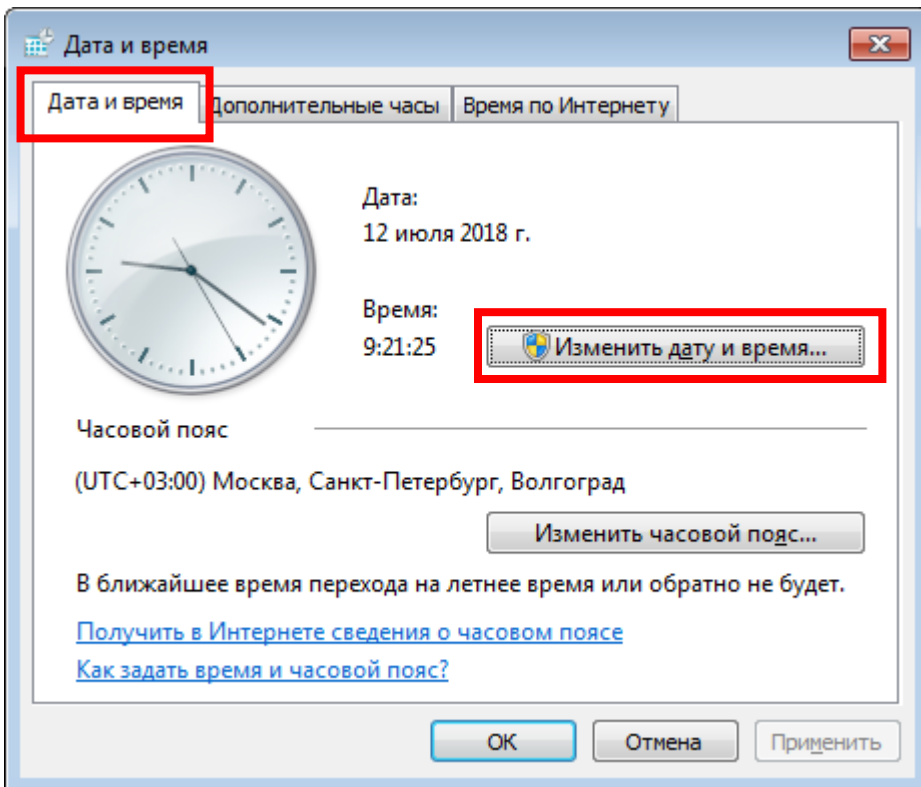 Дата и время
Дата и время Дополнительные часы Время по Интернету
Дата:
12 июля 2018 г.
Время:
9:21:25 Изменить дату и время...
Часовой пояс
(UTC+03:00) Москва, Санкт-Петербург, Волгоград
Изменить часовой пояс...
В ближайшее время перехода на летнее время или обратно не будет.
Получить в Интернете сведения о часовом поясе
Как задать время и часовой пояс?
ОК Отмена Применить